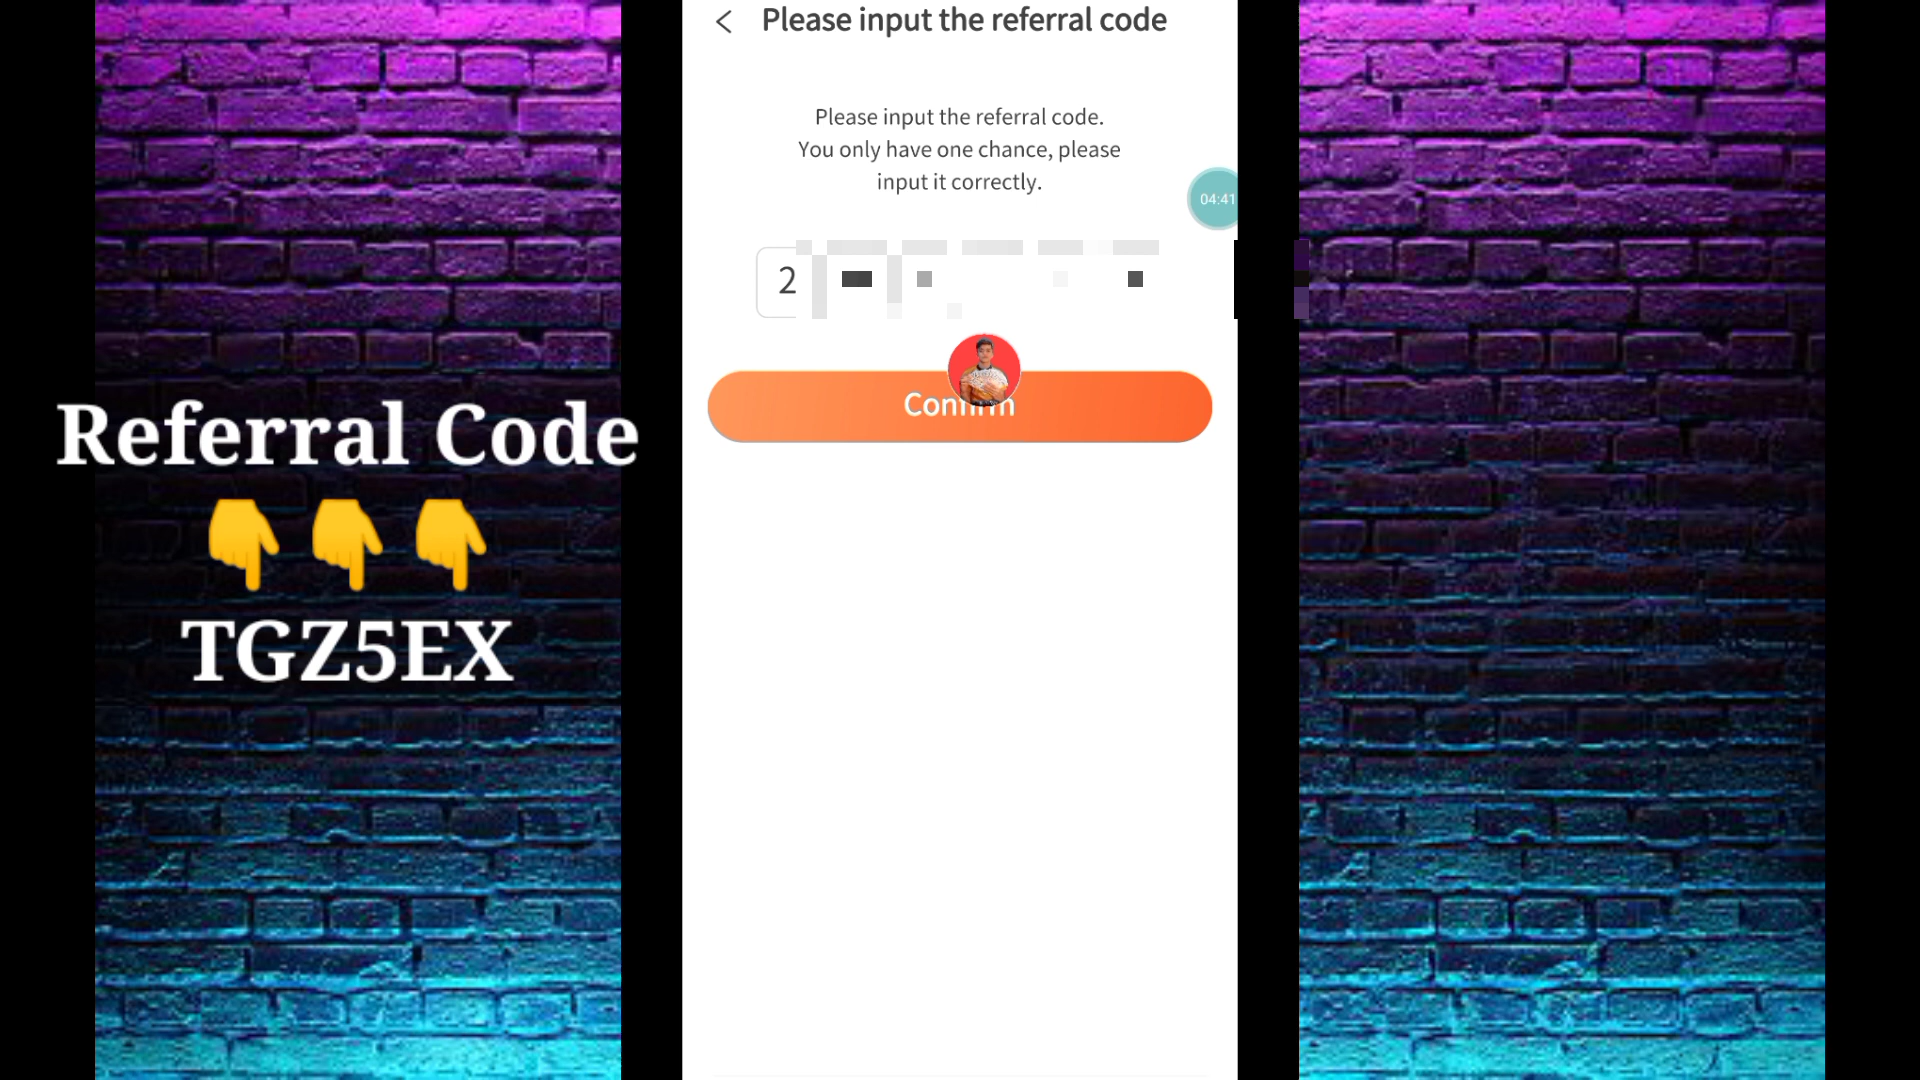 Please input the referral code
Please input the referral code.
You only have one chance, please
input it correctly.
04:41
2
Confirm
Referral Code
👇👇👇
TGZ5EX